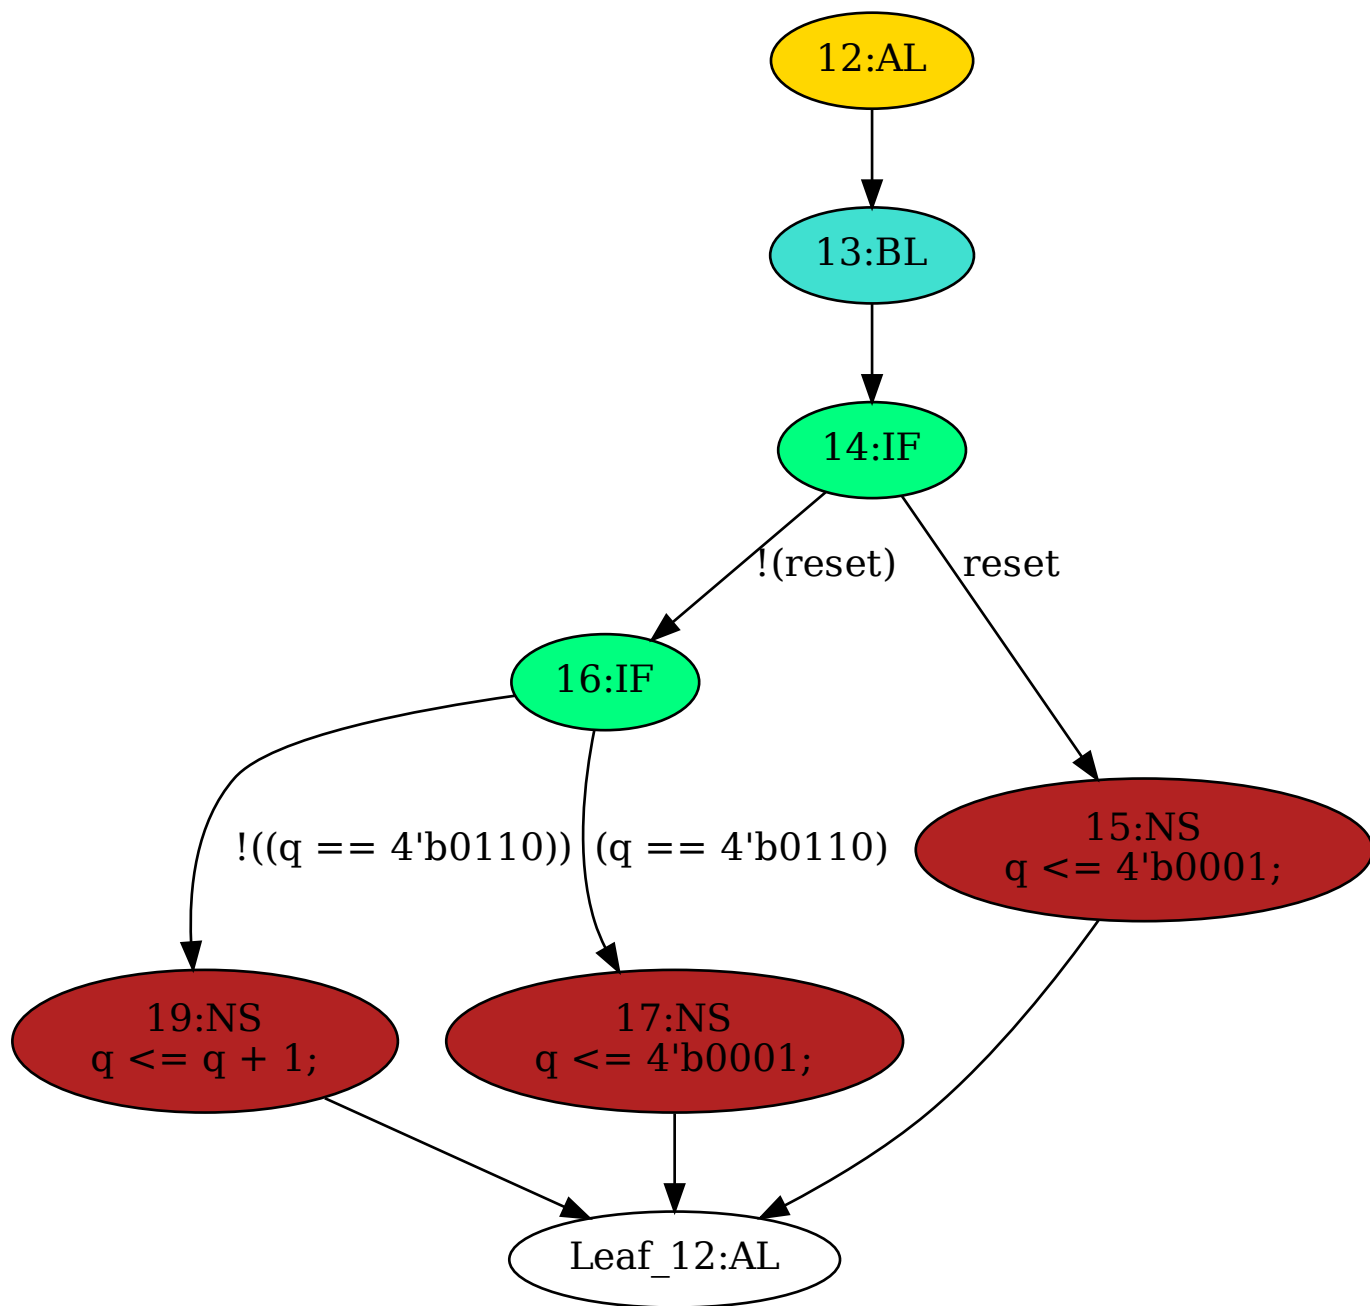 12:AL
13:BL
14:IF
!(reset)
reset
16:IF
!((q == 4'b0110))
(q == 4'b0110)
15:NS
q <= 4'b0001;
19:NS
q <= q + 1;
17:NS
q <= 4'b0001;
Leaf_12:AL